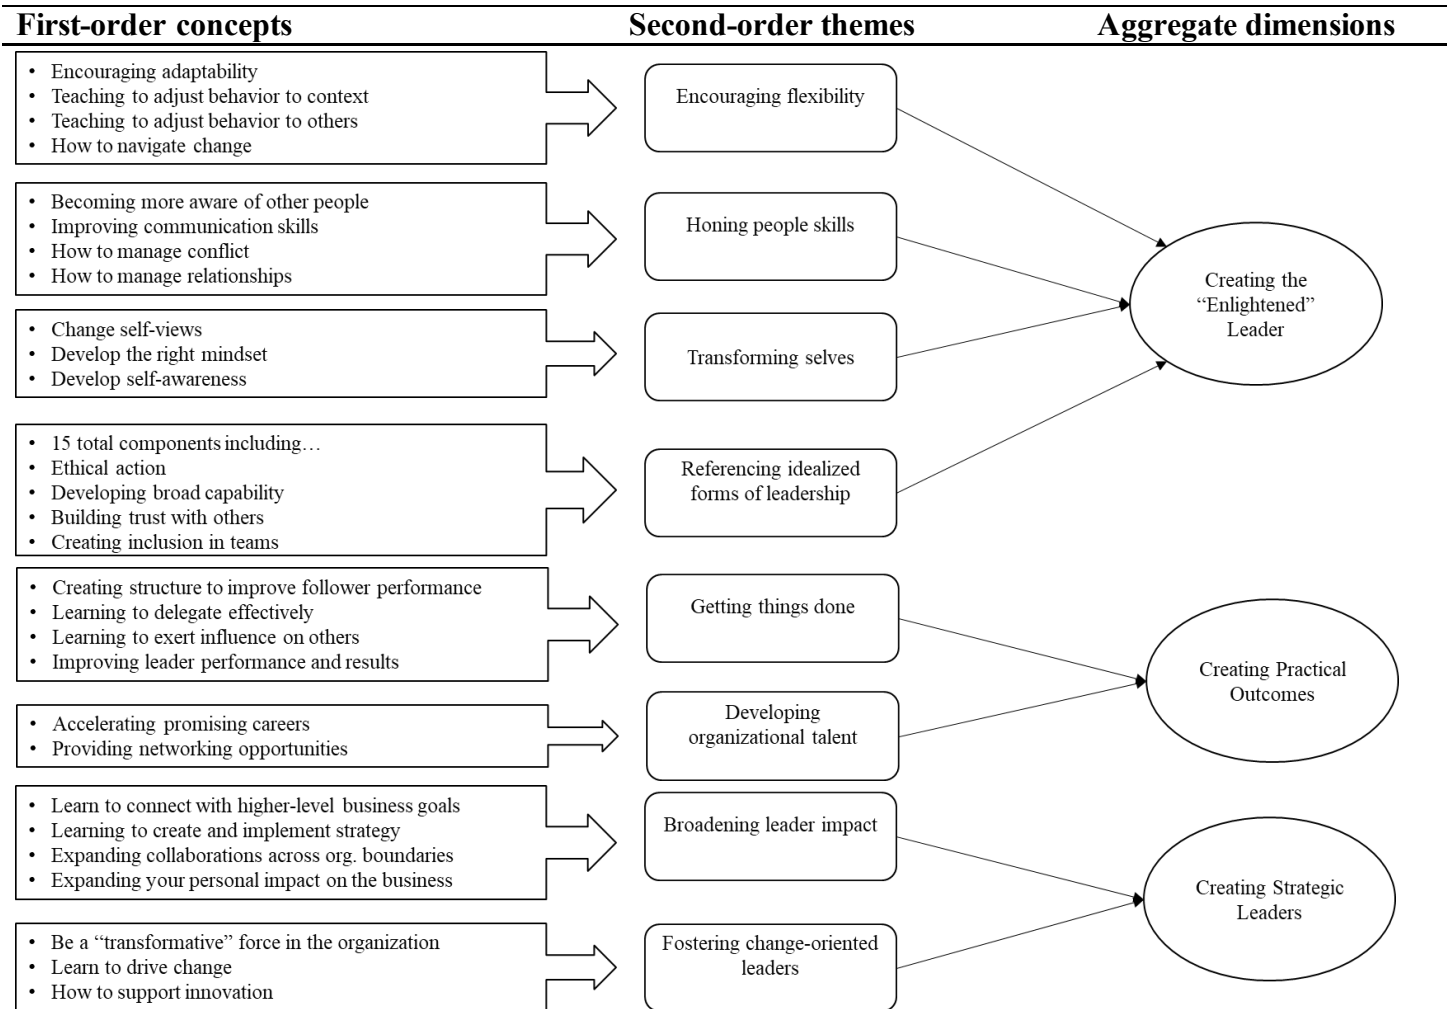 First-order concepts
Second-order themes
Aggregate dimensions
• Encouraging adaptability
• Teaching to adjust behavior to context
• Teaching to adjust behavior to others
• How to navigate change
Encouraging flexibility
• Becoming more aware of other people
• Improving communication skills
• How to manage conflict
• How to manage relationships
Honing people skills
• Change self-views
• Develop the right mindset
• Develop self-awareness
Transforming selves
• 15 total components including…
• Ethical action
• Developing broad capability
• Building trust with others
• Creating inclusion in teams
Referencing idealized
forms of leadership
Creating the
“Enlightened”
Leader
• Creating structure to improve follower performance
• Learning to delegate effectively
• Learning to exert influence on others
• Improving leader performance and results
Getting things done
• Accelerating promising careers
• Providing networking opportunities
Developing
organizational talent
Creating Practical
Outcomes
• Learn to connect with higher-level business goals
• Learning to create and implement strategy
• Expanding collaborations across org. boundaries
• Expanding your personal impact on the business
Broadening leader impact
• Be a “transformative” force in the organization
• Learn to drive change
• How to support innovation
Fostering change-oriented
leaders
Creating Strategic
Leaders